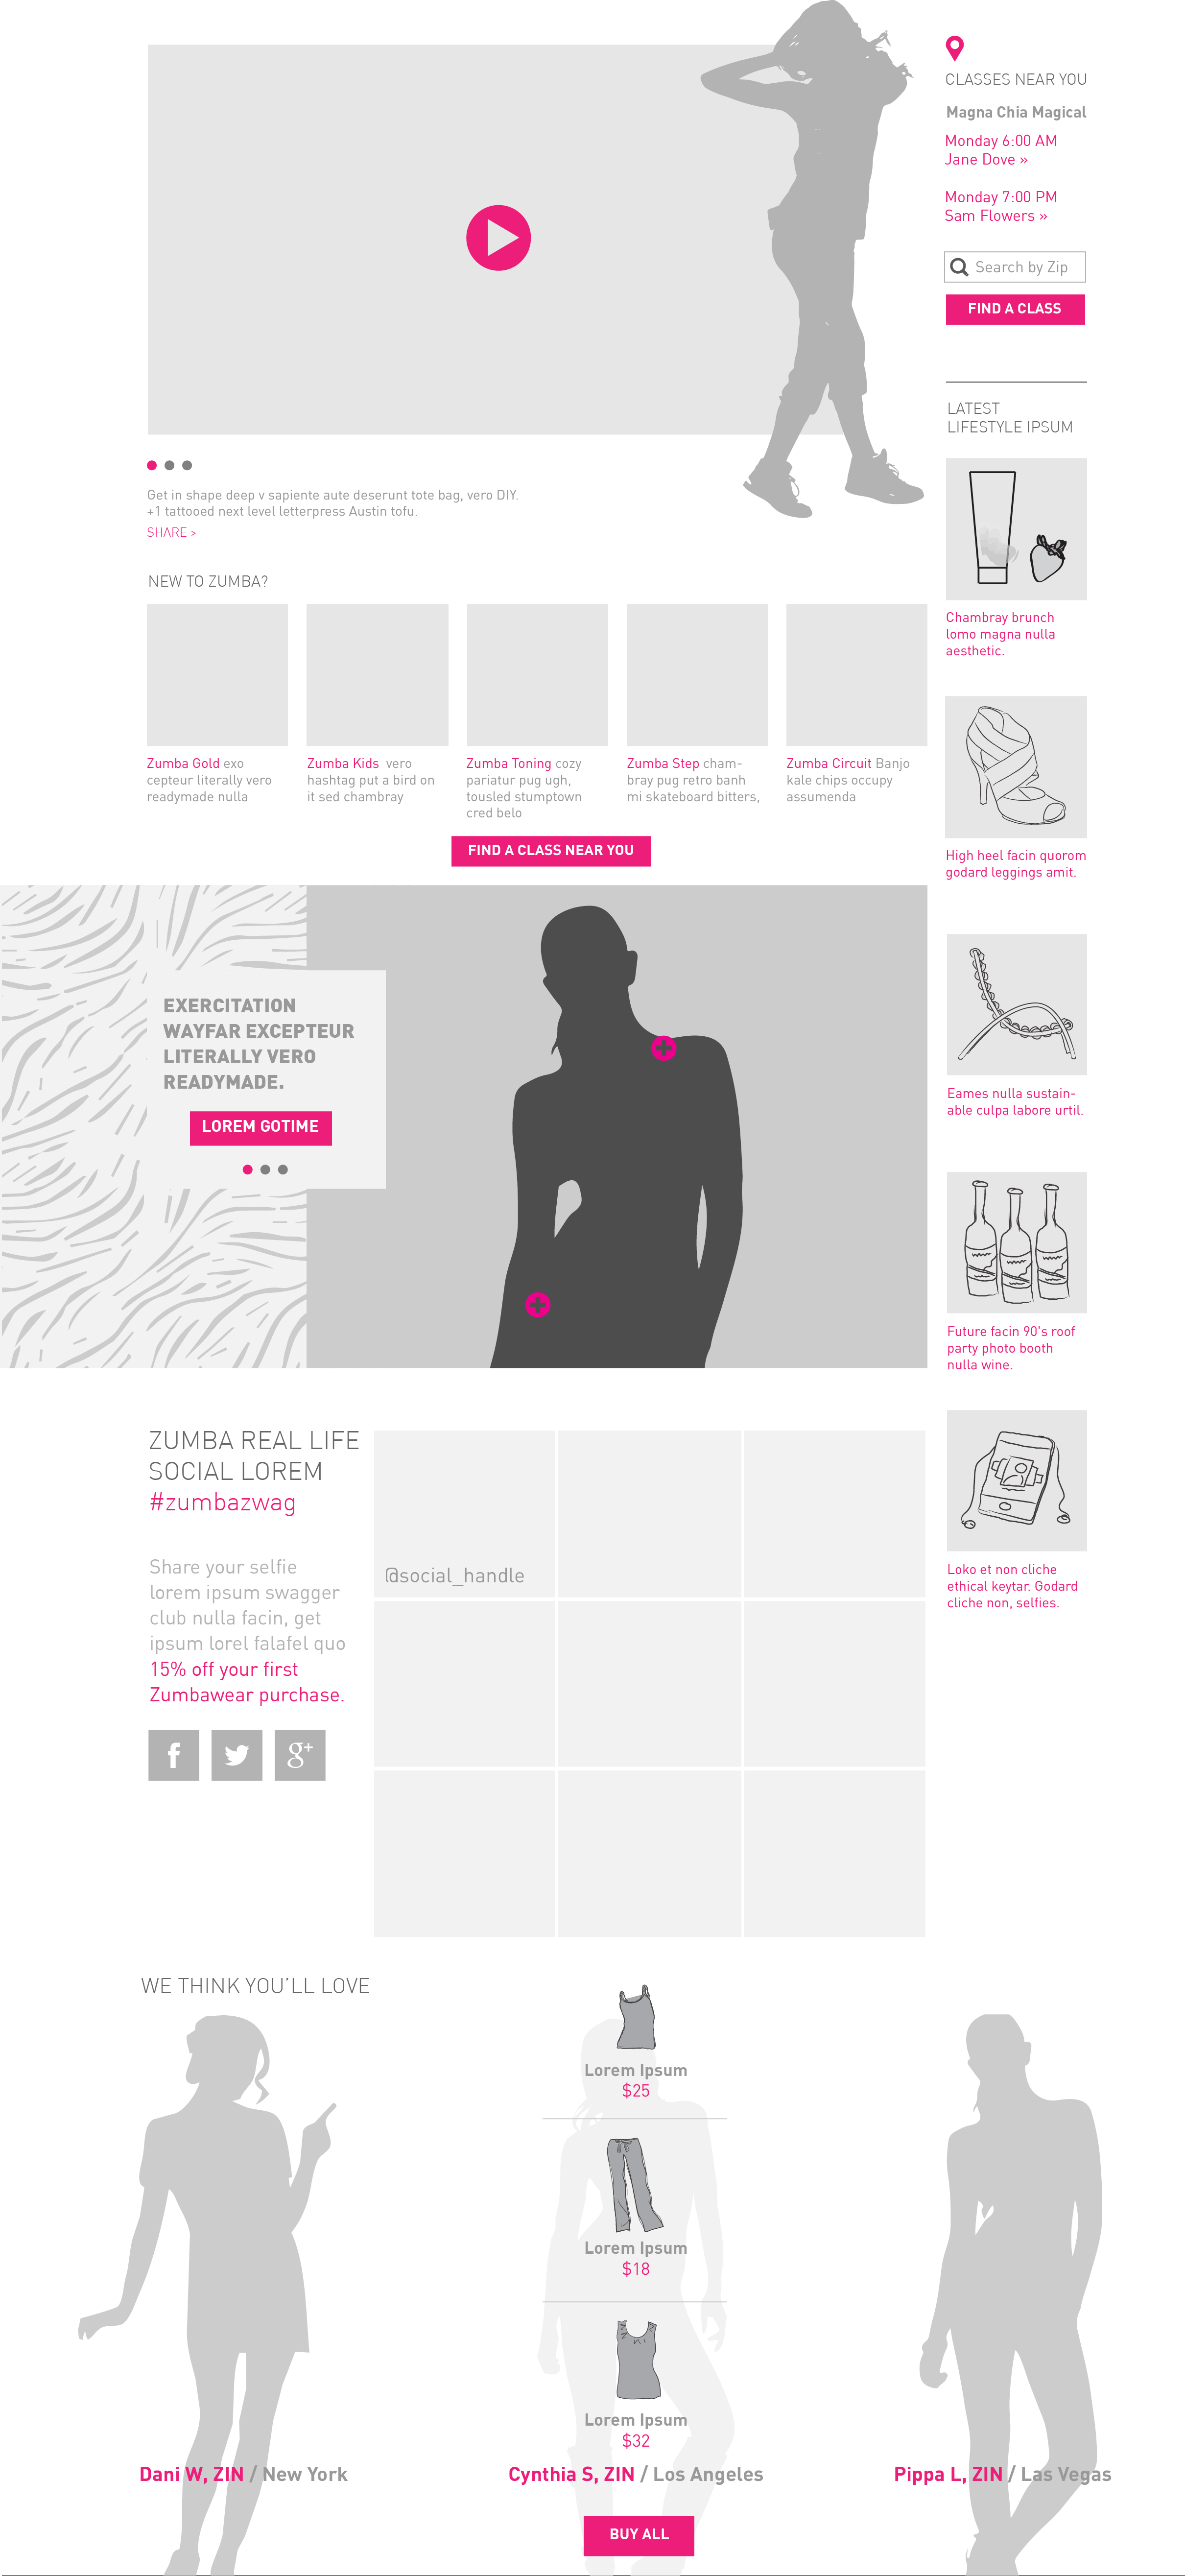 CLASSES NEAR YOU
Magna Chia Magical
Monday 6:00 AM
Jane Dove »
Monday 7:00 PM
Sam Flowers »
Search by Zip
FIND A CLASS
Get in shape deep v sapiente aute deserunt tote bag, vero DIY.
+1 tattooed next level letterpress Austin tofu.
SHARE >
NEW TO ZUMBA?
Zumba Gold exo
cepteur literally vero
readymade nulla
Zumba Kids vero
hashtag put a bird on
it sed chambray
Zumba Toning cozy
pariatur pug ugh,
tousled stumptown
cred belo
Zumba Step cham-
bray pug retro banh
mi skateboard bitters,
Zumba Circuit Banjo
kale chips occupy
assumenda
FIND A CLASS NEAR YOU
LATEST
LIFESTYLE IPSUM
Chambray brunch
lomo magna nulla
aesthetic.
High heel facin quorom
godard leggings amit.
Eames nulla sustain-
able culpa labore urtil.
Future facin 90's roof
party photo booth
nulla wine.
Loko et non cliche
ethical keytar. Godard
cliche non, selfies.
EXERCITATION
WAYFAR EXCEPTEUR
LITERALLY VERO
READYMADE.
LOREM GOTIME
ZUMBA REAL LIFE
SOCIAL LOREM
#zumbazwag
Share your selfie
lorem ipsum swagger
club nulla facin, get
ipsum lorel falafel quo
15% off your first
Zumbawear purchase.
f
g+
@social_handle
WE THINK YOU'LL LOVE
Lorem Ipsum
$25
Lorem Ipsum
$18
Lorem Ipsum
$32
Dani W, ZIN / New York
Cynthia S, ZIN / Los Angeles
Pippa L, ZIN / Las Vegas
BUY ALL